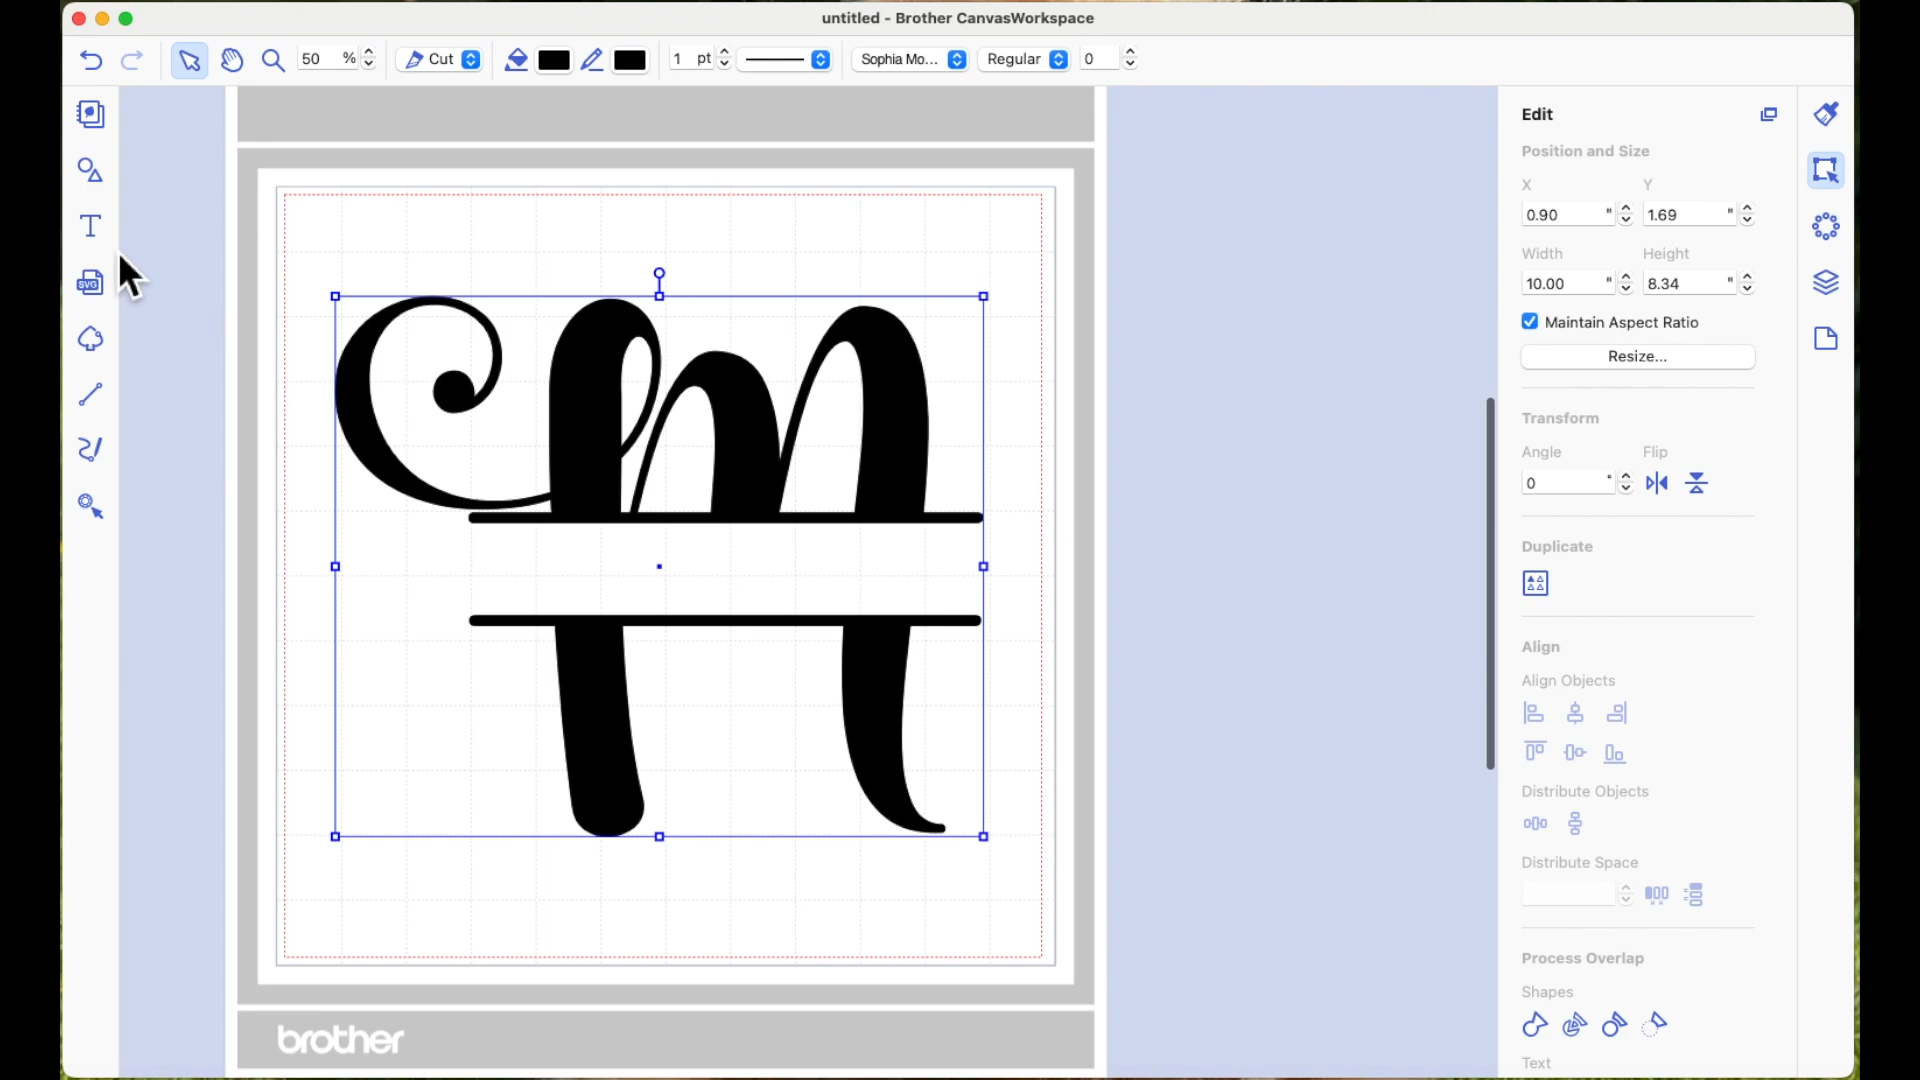 untitled - Brother CanvasWorkspace
50 % Cut 1 pt Sophia Mo... Regular 0
SVG
m
Edit
Position and Size
X Y
0.90 " 1.69 "
Width Height
10.00 " 8.34 "
Maintain Aspect Ratio
Resize...
Transform
Angle Flip
0 °
Duplicate
Align
Align Objects
Distribute Objects
Distribute Space
Process Overlap
Shapes
Text
brother